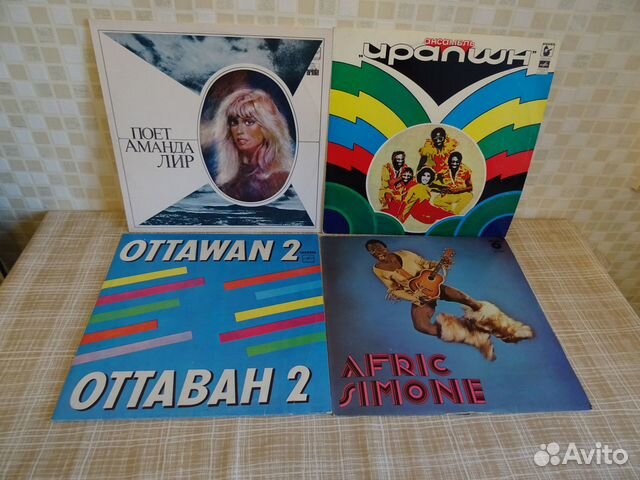 ПОЕТ
АМАНДА
ЛИР
АНСАМБЛЬ
ИРАПШН
OTTAWAN 2
ОТТАВАН 2
AFRIC
SIMONE
Avito